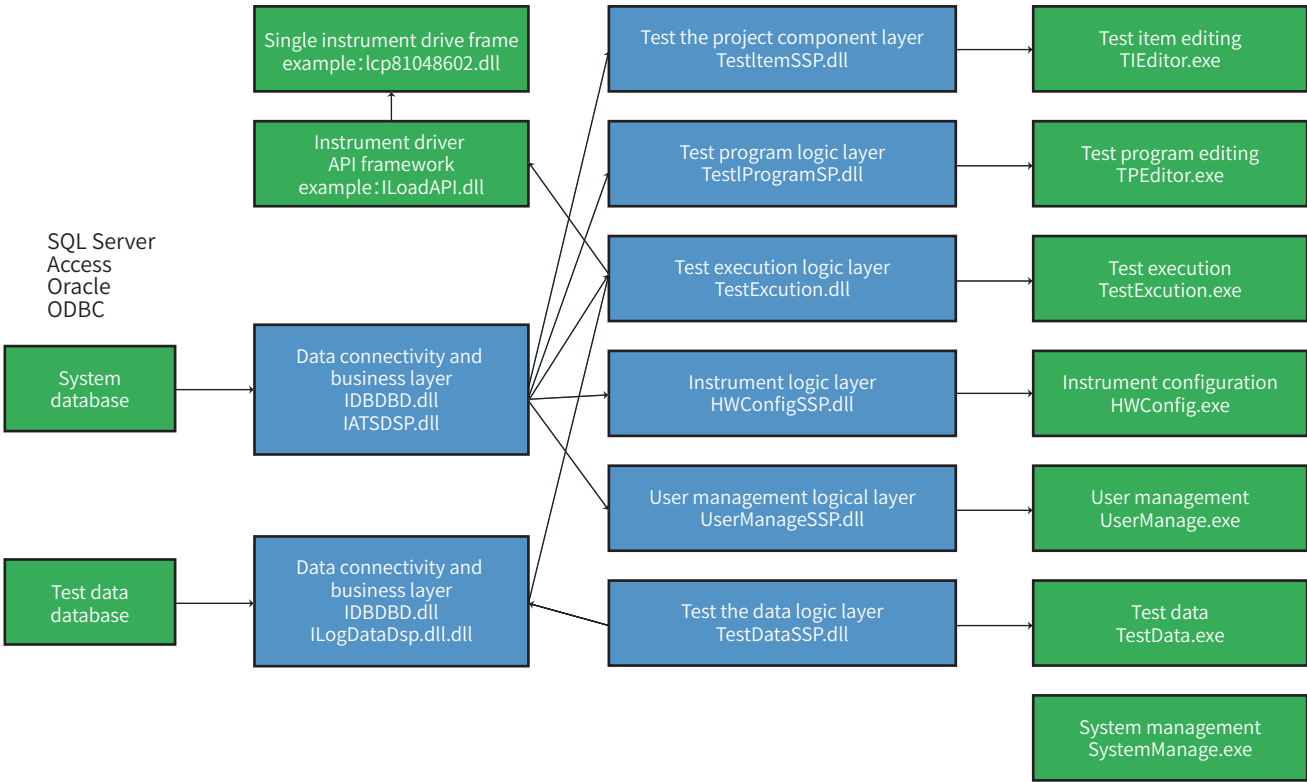 Single instrument drive frame
example：lcp81048602.dll
Instrument driver
API framework
example：ILoadAPI.dll
SQL Server
Access
Oracle
ODBC
System
database
Data connectivity and
business layer
IDBDBD.dll
IATSDSP.dll
Test data
database
Data connectivity and
business layer
IDBDBD.dll
ILogDataDsp.dll.dll
Test the project component layer
TestltemSSP.dll
Test program logic layer
TestlProgramSP.dll
Test execution logic layer
TestExcution.dll
Instrument logic layer
HWConfigSSP.dll
User management logical layer
UserManageSSP.dll
Test the data logic layer
TestDataSSP.dll
Test item editing
TIEditor.exe
Test program editing
TPEditor.exe
Test execution
TestExcution.exe
Instrument configuration
HWConfig.exe
User management
UserManage.exe
Test data
TestData.exe
System management
SystemManage.exe